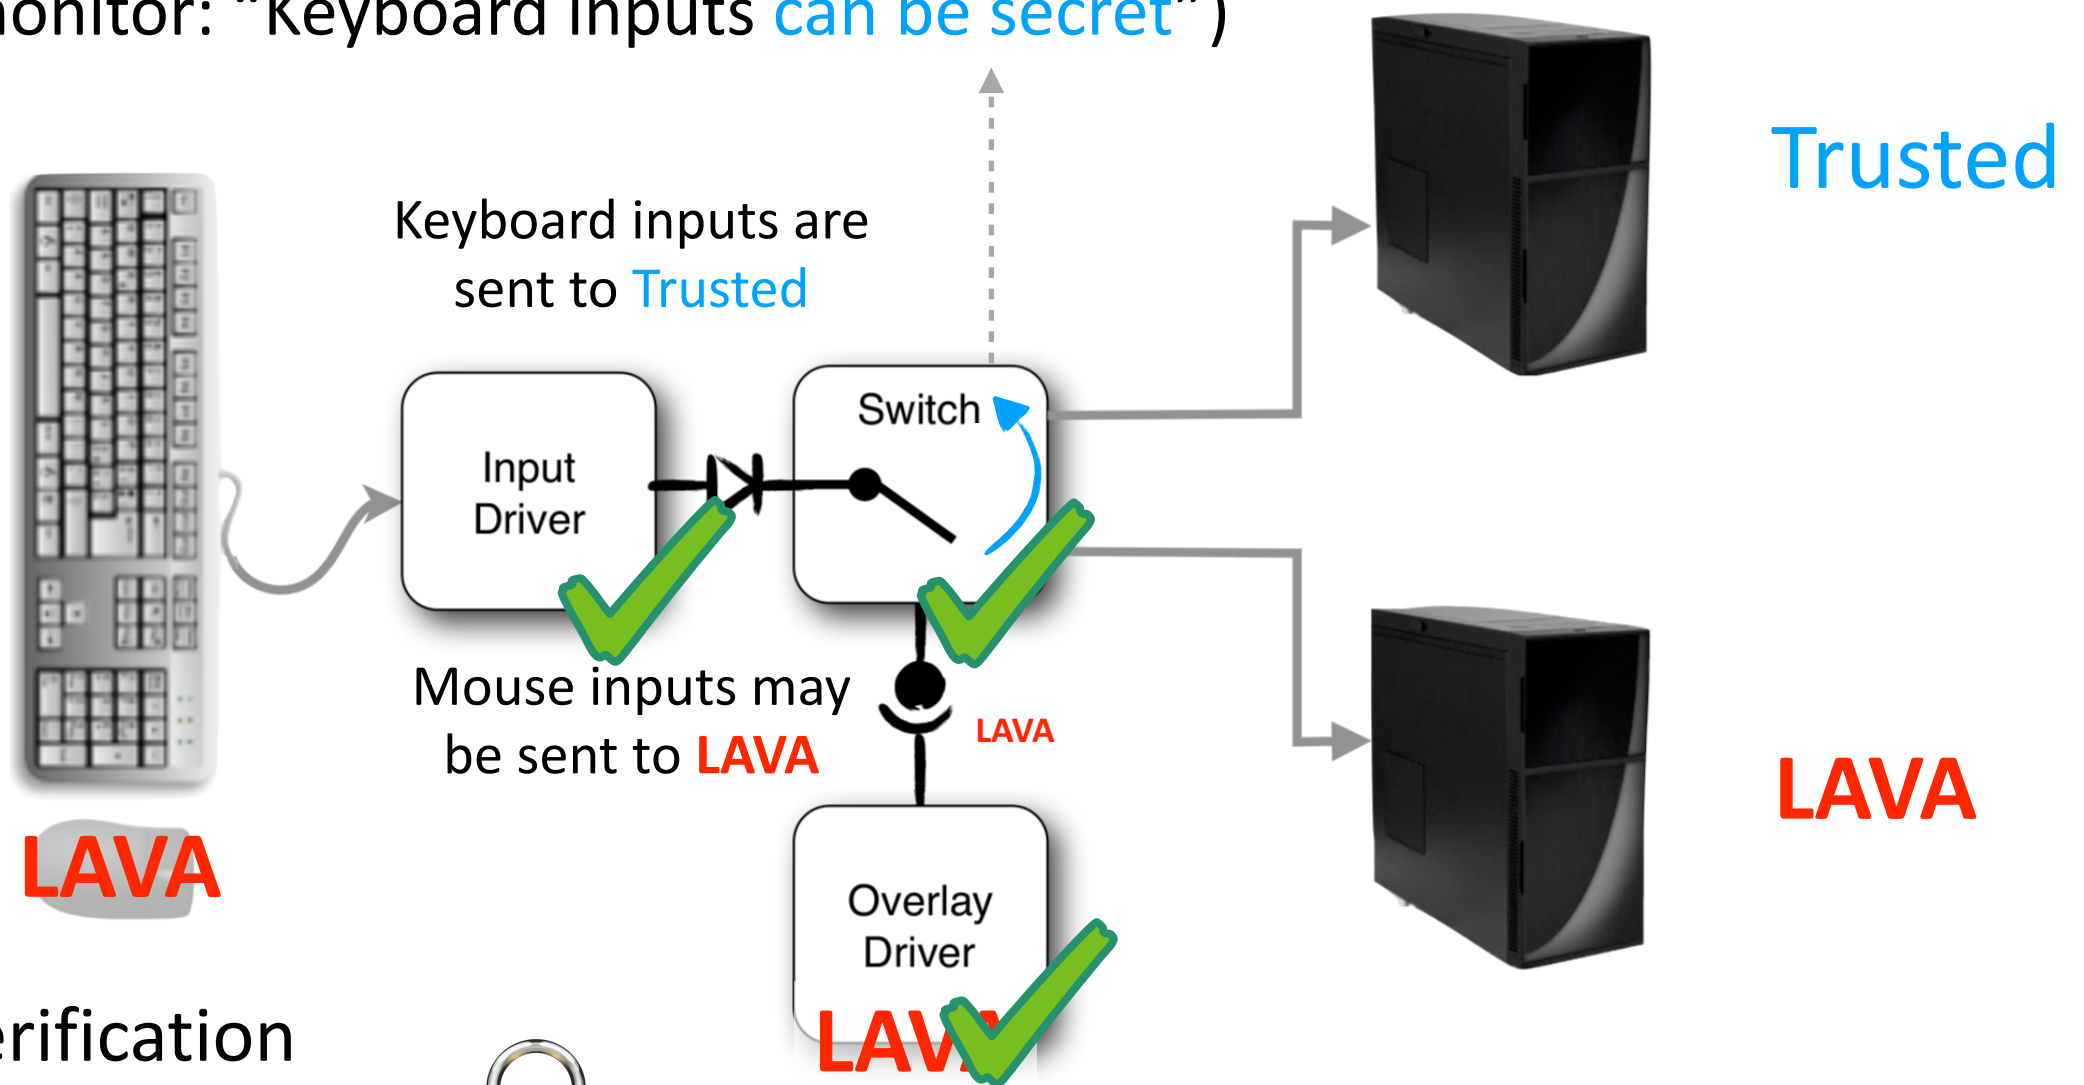 onitor: "Keyboard inputs can be secret")
Trusted
Keyboard inputs are
sent to Trusted
Switch
Input
Driver
Mouse inputs may
be sent to LAVA
LAVA
LAVA
LAVA
Overlay
Driver
LAVA
erification